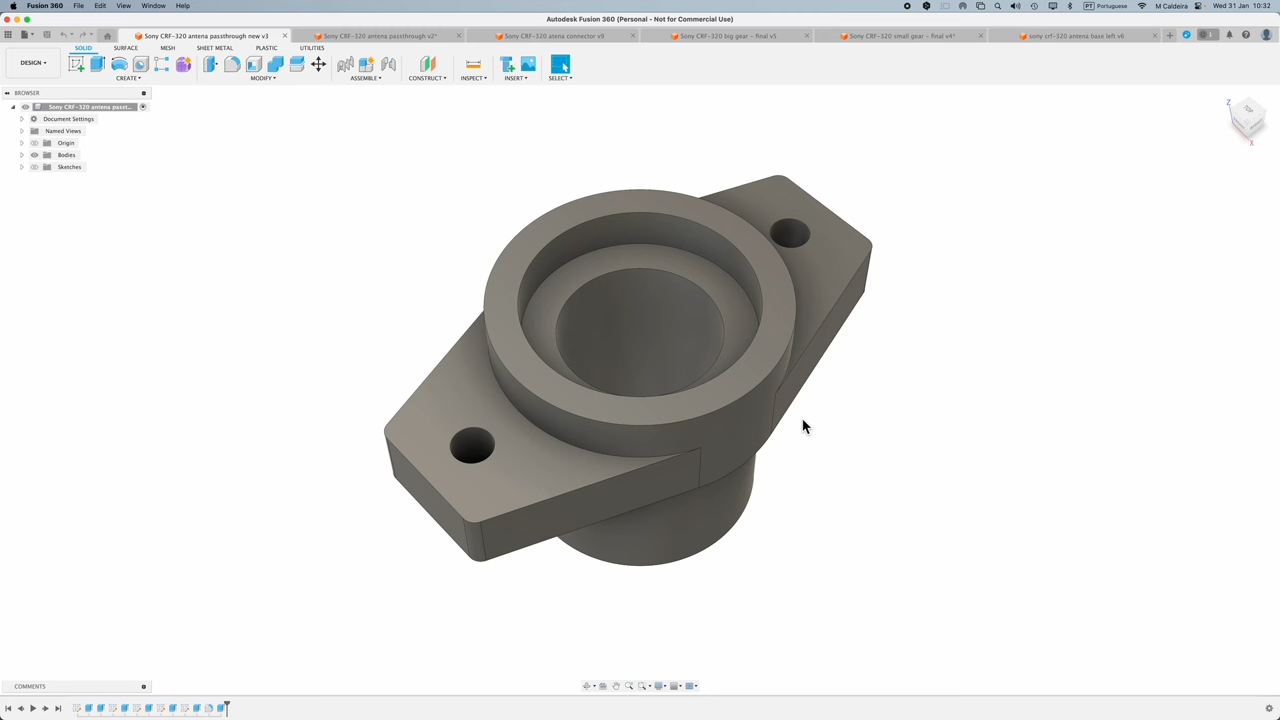 Fusion 360 File Edit View Window Help
PT Portuguese M Caldeira Wed 31 Jan 10:32
Autodesk Fusion 360 (Personal - Not for Commercial Use)
Sony CRF-320 antena passthrough new v3
Sony CRF-320 antena passthrough v2*
Sony CRF-320 atena connector v9
Sony CRF-320 big gear - final v5
Sony CRF-320 small gear - final v4*
sony crf-320 antena base left v6
1
SOLID SURFACE MESH SHEET METAL PLASTIC UTILITIES
DESIGN
CREATE MODIFY ASSEMBLE CONSTRUCT INSPECT INSERT SELECT
BROWSER
Sony CRF-320 antena passt...
Document Settings
Named Views
Origin
Bodies
Sketches
Z
TOP
X
COMMENTS